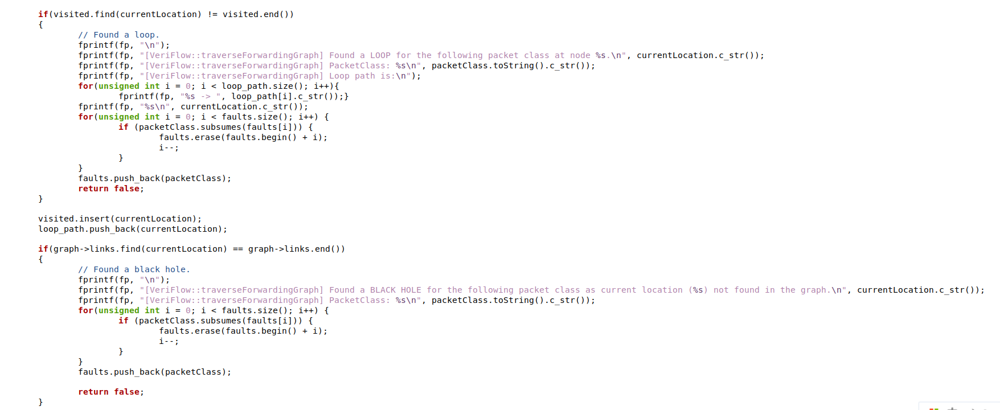 if(visited.find(currentLocation) != visited.end())
{
// Found a loop.
fprintf(fp, "\n");
fprintf(fp, "[VeriFlow::traverseForwardingGraph] Found a LOOP for the following packet class at node %s.\n", currentLocation.c_str());
fprintf(fp, "[VeriFlow::traverseForwardingGraph] PacketClass: %s\n", packetClass.toString().c_str());
fprintf(fp, "[VeriFlow::traverseForwardingGraph] Loop path is:\n");
for(unsigned int i = 0; i < loop_path.size(); i++){
fprintf(fp, "%s -> ", loop_path[i].c_str());}
fprintf(fp, "%s\n", currentLocation.c_str());
for(unsigned int i = 0; i < faults.size(); i++) {
if (packetClass.subsumes(faults[i])) {
faults.erase(faults.begin() + i);
i--;
}
}
faults.push_back(packetClass);
return false;
}
visited.insert(currentLocation);
loop_path.push_back(currentLocation);
if(graph->links.find(currentLocation) == graph->links.end())
{
// Found a black hole.
fprintf(fp, "\n");
fprintf(fp, "[VeriFlow::traverseForwardingGraph] Found a BLACK HOLE for the following packet class as current location (%s) not found in the graph.\n", currentLocation.c_str());
fprintf(fp, "[VeriFlow::traverseForwardingGraph] PacketClass: %s\n", packetClass.toString().c_str());
for(unsigned int i = 0; i < faults.size(); i++) {
if (packetClass.subsumes(faults[i])) {
faults.erase(faults.begin() + i);
i--;
}
}
faults.push_back(packetClass);
return false;
}